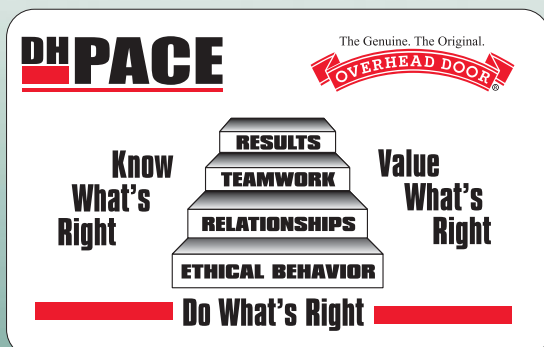 DH PACE
The Genuine. The Original.
OVERHEAD DOOR®
RESULTS
TEAMWORK
RELATIONSHIPS
ETHICAL BEHAVIOR
Know
What's
Right
Value
What's
Right
Do What's Right